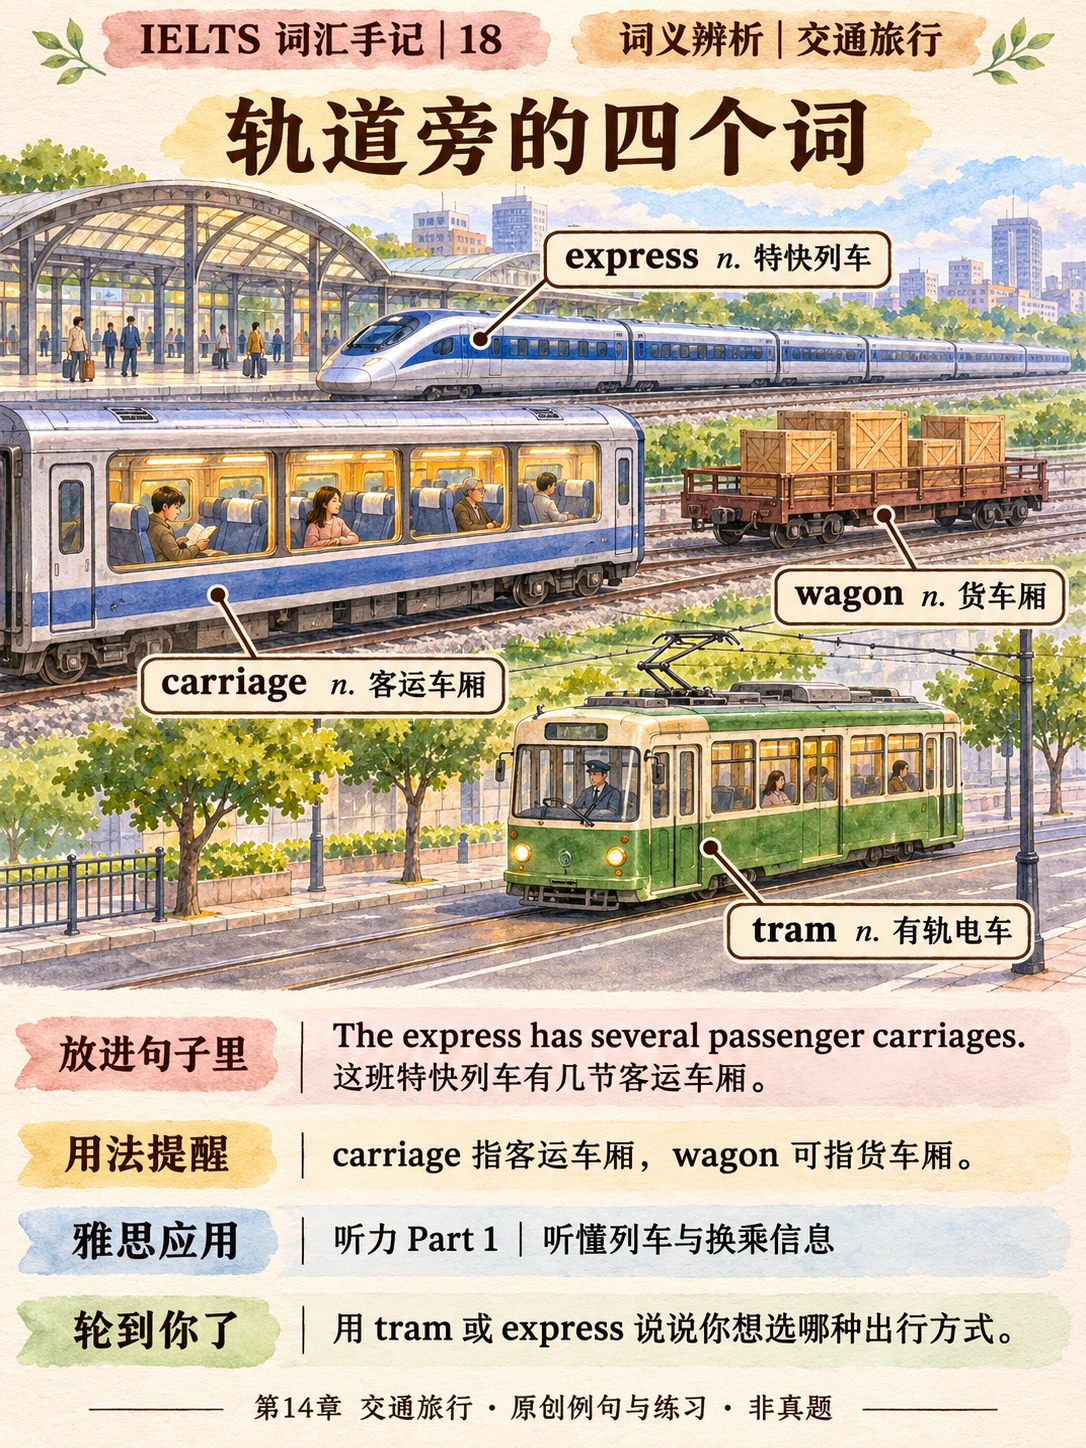 IELTS 词汇手记 | 18
词义辨析 | 交通旅行
轨道旁的四个词
express n. 特快列车
wagon n. 货车厢
carriage n. 客运车厢
tram n. 有轨电车
放进句子里
The express has several passenger carriages.
这班特快列车有几节客运车厢。
用法提醒
carriage 指客运车厢，wagon 可指货车厢。
雅思应用
听力 Part 1 | 听懂列车与换乘信息
轮到你了
用 tram 或 express 说说你想选哪种出行方式。
第14章 交通旅行 · 原创例句与练习 · 非真题